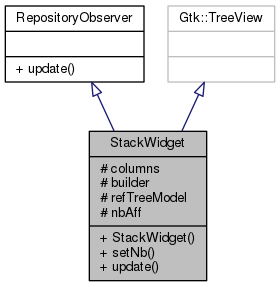 RepositoryObserver
+ update()
Gtk::TreeView
StackWidget
# columns
# builder
# refTreeModel
# nbAff
+ StackWidget()
+ setNb()
+ update()